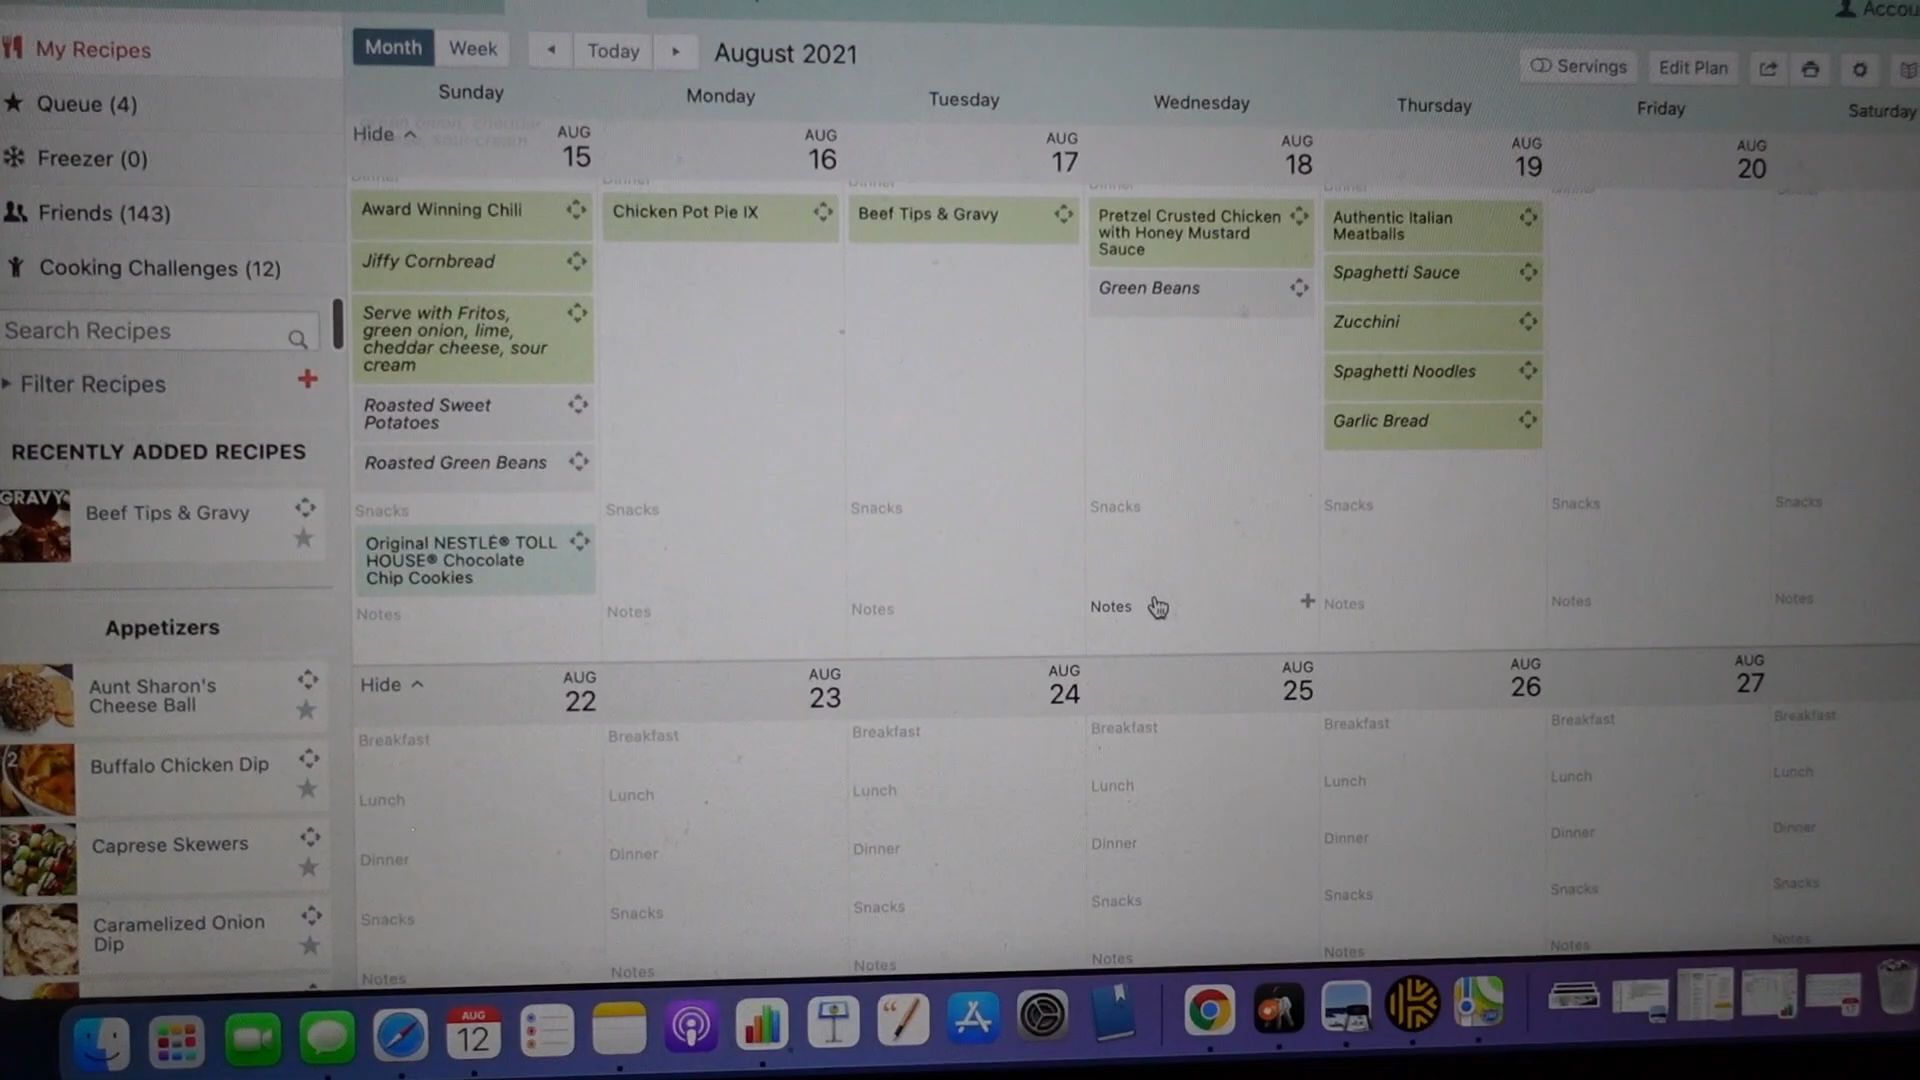 Accou
My Recipes
Month Week Today August 2021
Servings Edit Plan
Queue (4)
Sunday Monday Tuesday Wednesday Thursday Friday Saturday
Hide
AUG 15
AUG 16
AUG 17
AUG 18
AUG 19
AUG 20
Freezer (0)
Friends (143)
Cooking Challenges (12)
Search Recipes
Filter Recipes
RECENTLY ADDED RECIPES
GRAVY
Beef Tips & Gravy
Appetizers
Aunt Sharon's
Cheese Ball
2
Buffalo Chicken Dip
3
Caprese Skewers
Caramelized Onion
Dip
Award Winning Chili
Jiffy Cornbread
Serve with Fritos,
green onion, lime,
cheddar cheese, sour
cream
Roasted Sweet
Potatoes
Roasted Green Beans
Chicken Pot Pie IX
Beef Tips & Gravy
Pretzel Crusted Chicken
with Honey Mustard
Sauce
Green Beans
Authentic Italian
Meatballs
Spaghetti Sauce
Zucchini
Spaghetti Noodles
Garlic Bread
Snacks Snacks Snacks Snacks Snacks Snacks Snacks
Original NESTLÉ® TOLL
HOUSE® Chocolate
Chip Cookies
Notes Notes Notes Notes Notes Notes Notes
Hide
AUG 22
AUG 23
AUG 24
AUG 25
AUG 26
AUG 27
Breakfast Breakfast Breakfast Breakfast Breakfast Breakfast Breakfast
Lunch Lunch Lunch Lunch Lunch Lunch Lunch
Dinner Dinner Dinner Dinner Dinner Dinner Dinner
Snacks Snacks Snacks Snacks Snacks Snacks Snacks
Notes Notes Notes Notes Notes Notes Notes
AUG
12